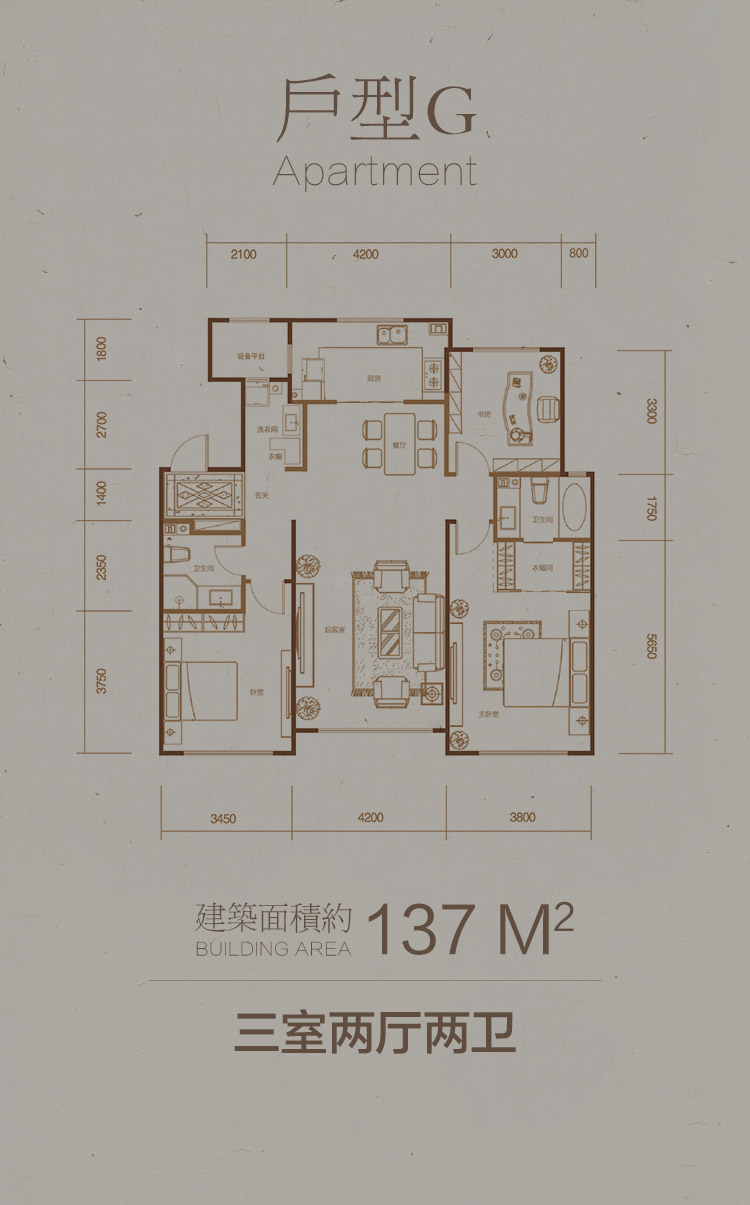 戶型G
Apartment
2100 4200 3000 800
1800
2700
1400
2350
3750
3300
1750
5650
设备平台
厨房
书房
洗衣间
餐厅
衣橱
玄关
卫生间
卫生间
衣帽间
起居室
卧室
主卧室
3450 4200 3800
建築面積約 137 M²
BUILDING AREA
三室两厅两卫